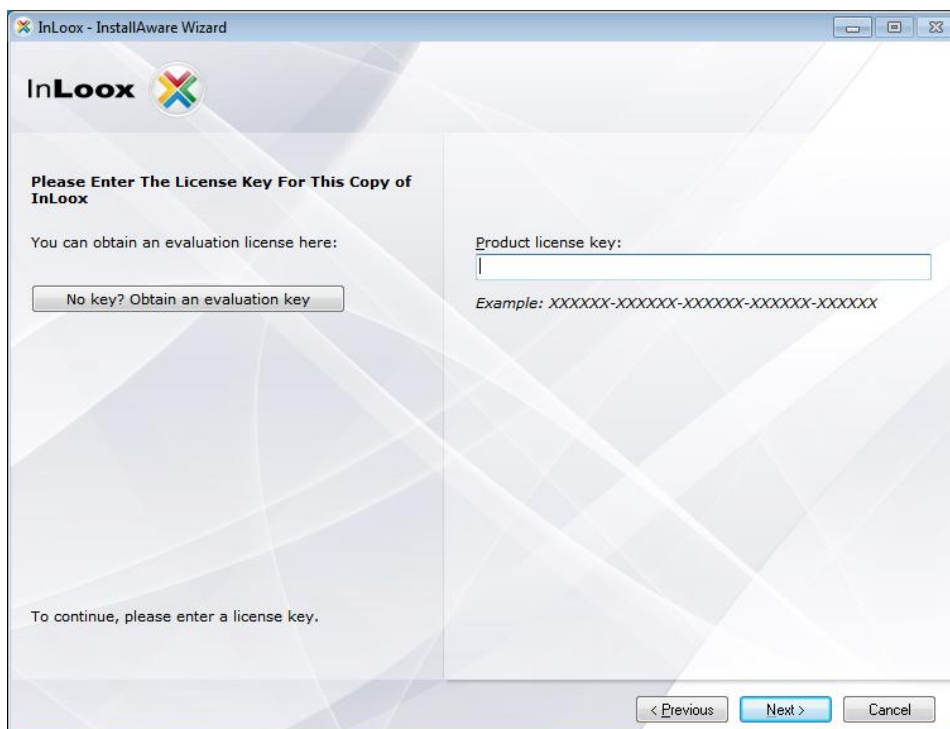 InLoox - InstallAware Wizard
InLoox
Please Enter The License Key For This Copy of
InLoox
You can obtain an evaluation license here:
No key? Obtain an evaluation key
Product license key:
Example: XXXXXX-XXXXXX-XXXXXX-XXXXXX-XXXXXX
To continue, please enter a license key.
< Previous
Next >
Cancel